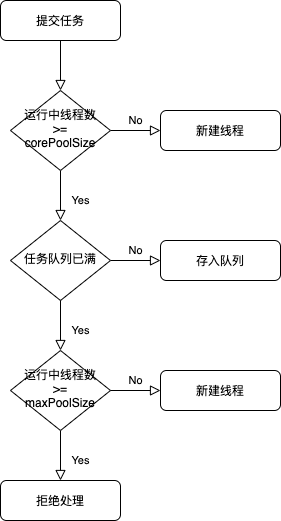 提交任务
运行中线程数
>=
corePoolSize
No
新建线程
Yes
任务队列已满
No
存入队列
Yes
运行中线程数
>=
maxPoolSize
No
新建线程
Yes
拒绝处理